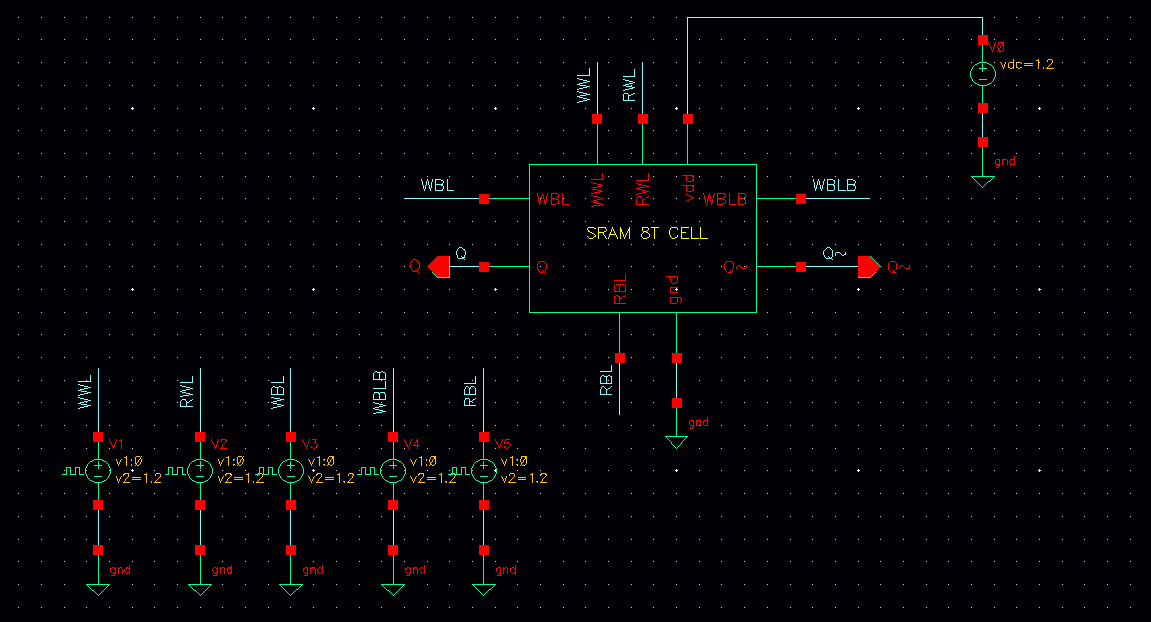 V0
vdc=1.2
gnd
WWL
RWL
WBL
WBLB
WBL
WWL
RWL
vdd
WBLB
SRAM 8T CELL
Q
Q
Q
Q~
Q~
Q~
RBL
gnd
RBL
gnd
WWL
RWL
WBL
WBLB
RBL
V1
v1:0
v2=1.2
gnd
V2
v1:0
v2=1.2
gnd
V3
v1:0
v2=1.2
gnd
V4
v1:0
v2=1.2
gnd
V5
v1:0
v2=1.2
gnd